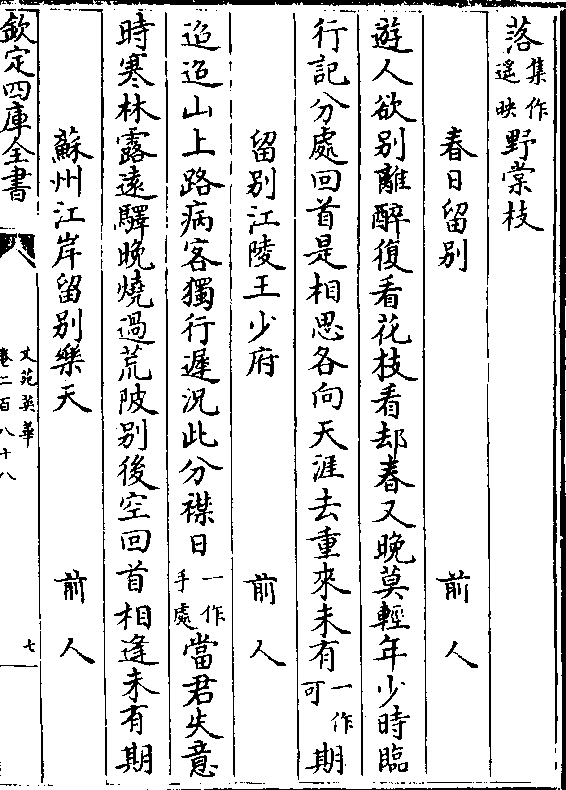 落集作遥映野棠枝
春日留别　前人
遊人欲别離醉復看花枝看却春又晚莫輕年少時臨
行記分處回首是相思各向天涯去重來未有一作可期
留别江陵王少府　前人
迢迢山上路病客獨行遲況此分襟日一作手處當君失意
時寒林露遠驛晚燒過荒陂别後空回首相逢未有期
蘇州江岸留别樂天　前人
欽定四庫全書　文苑英華卷二百八十八　七